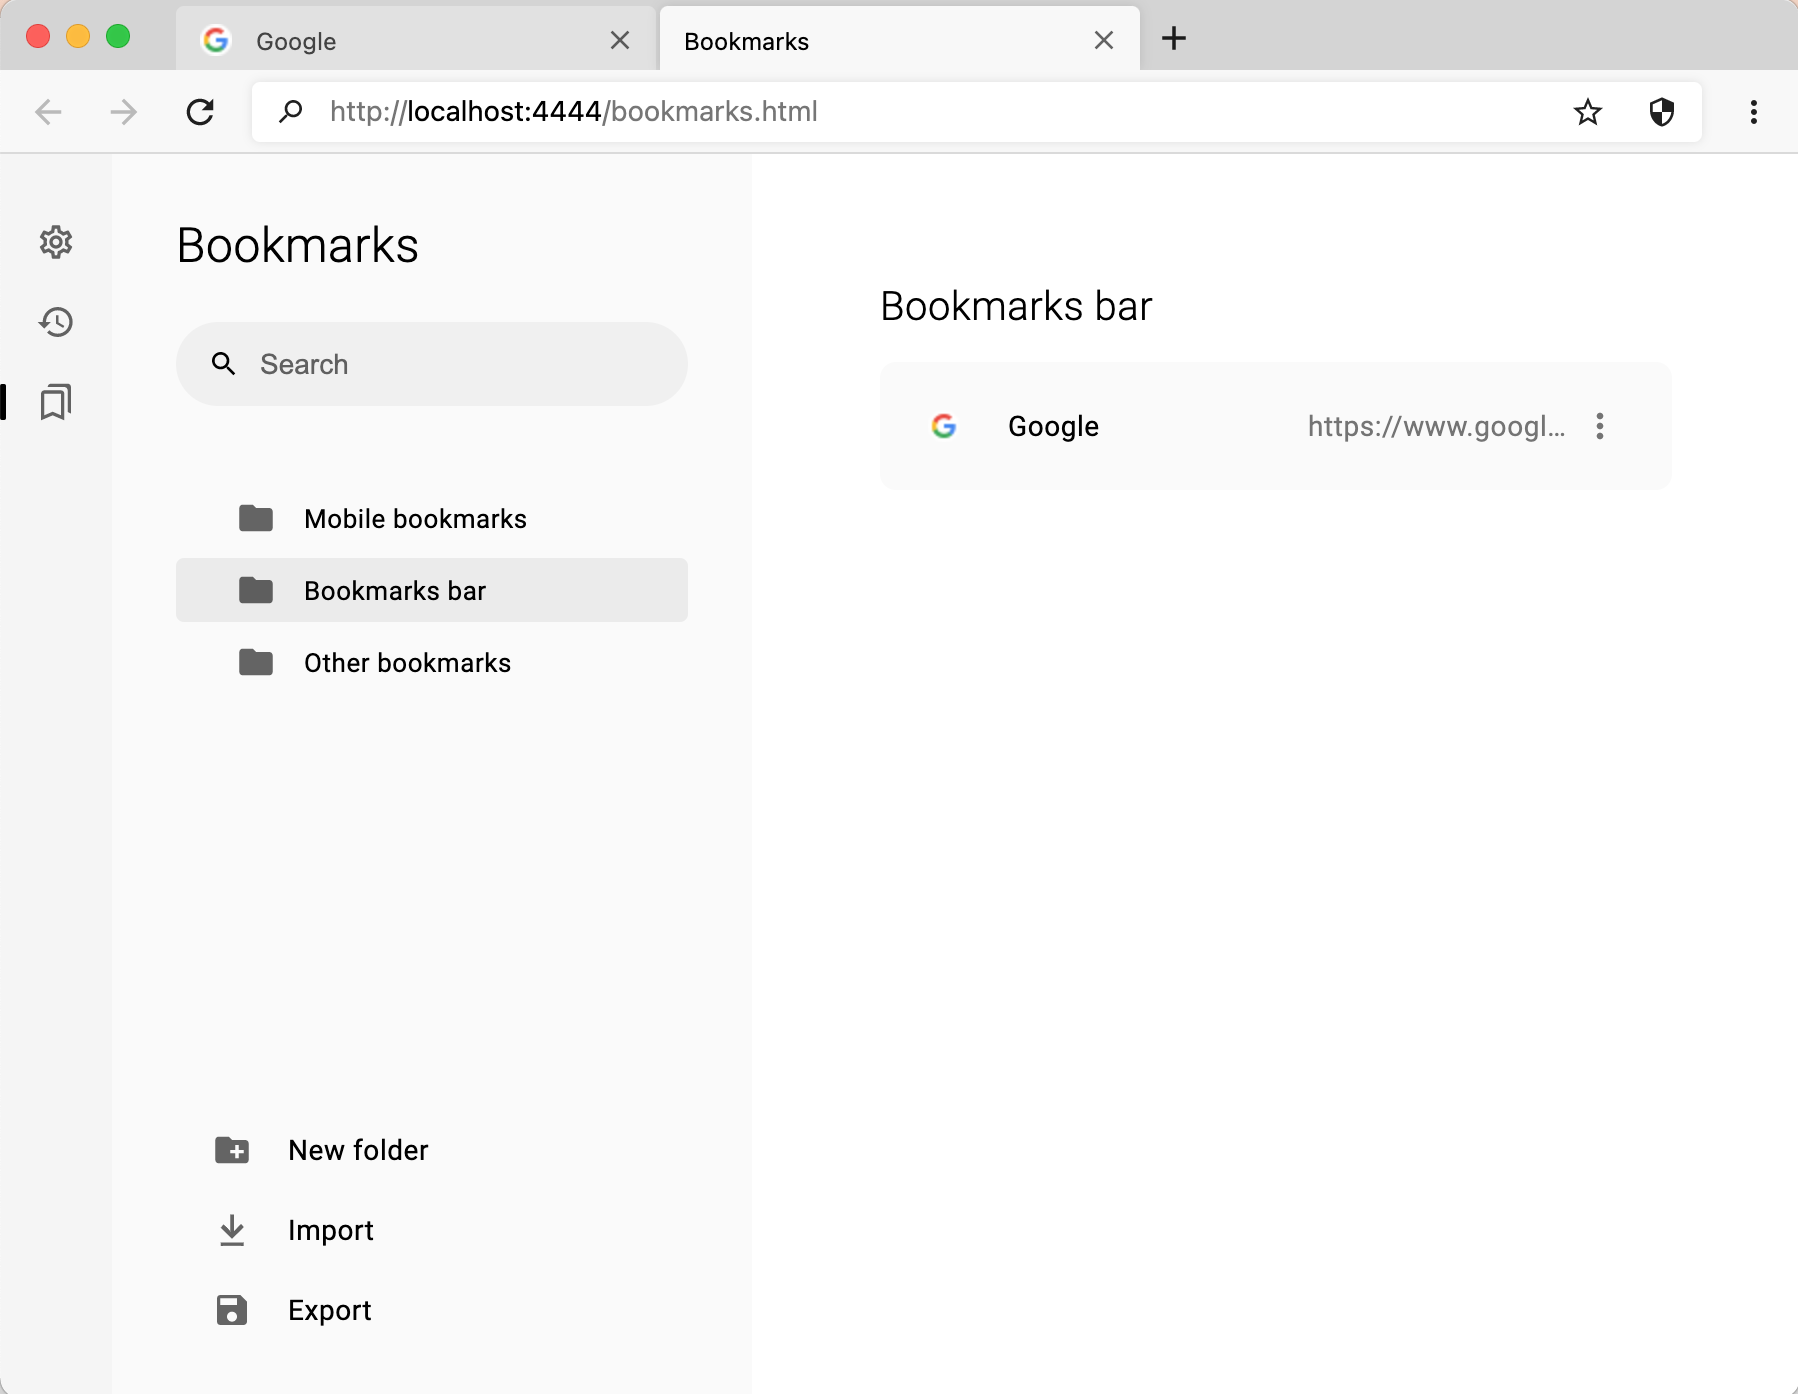 Google
Bookmarks
http://localhost:4444/bookmarks.html
Bookmarks
Search
Mobile bookmarks
Bookmarks bar
Other bookmarks
New folder
Import
Export
Bookmarks bar
Google https://www.googl...